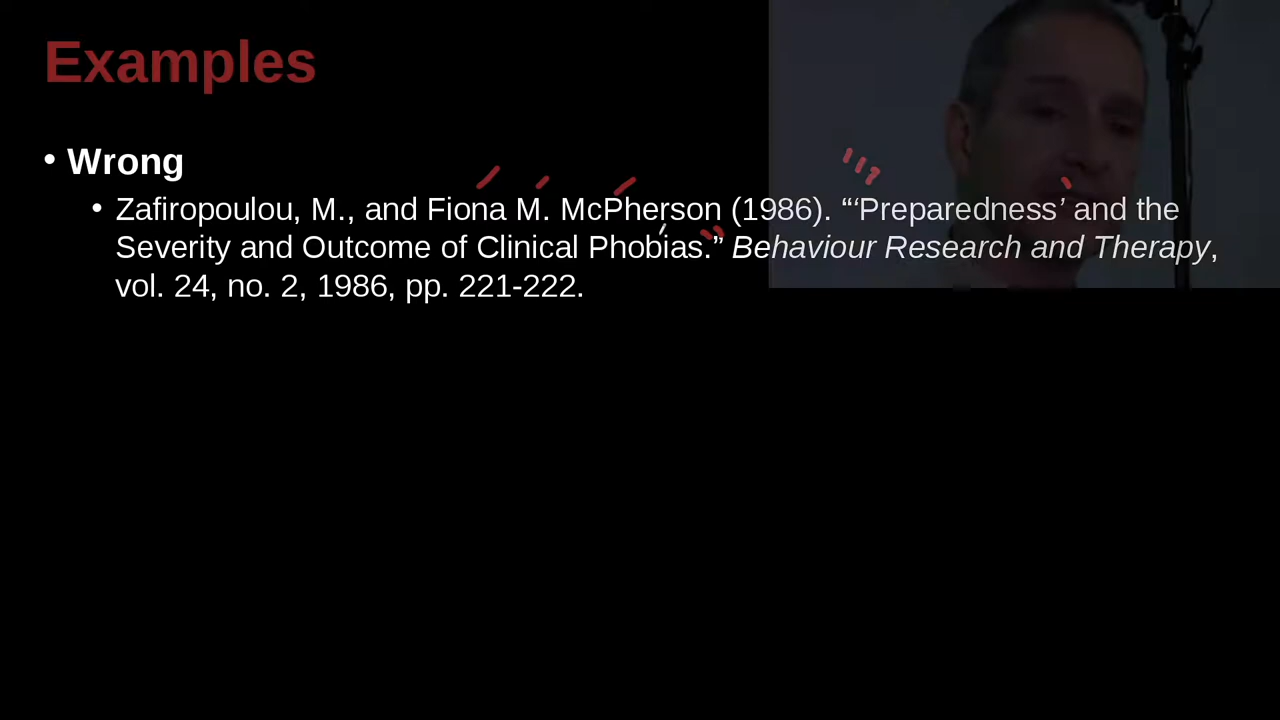 Examples
• Wrong
• Zafiropoulou, M., and Fiona M. McPherson (1986). “‘Preparedness’ and the
Severity and Outcome of Clinical Phobias.” Behaviour Research and Therapy,
vol. 24, no. 2, 1986, pp. 221-222.